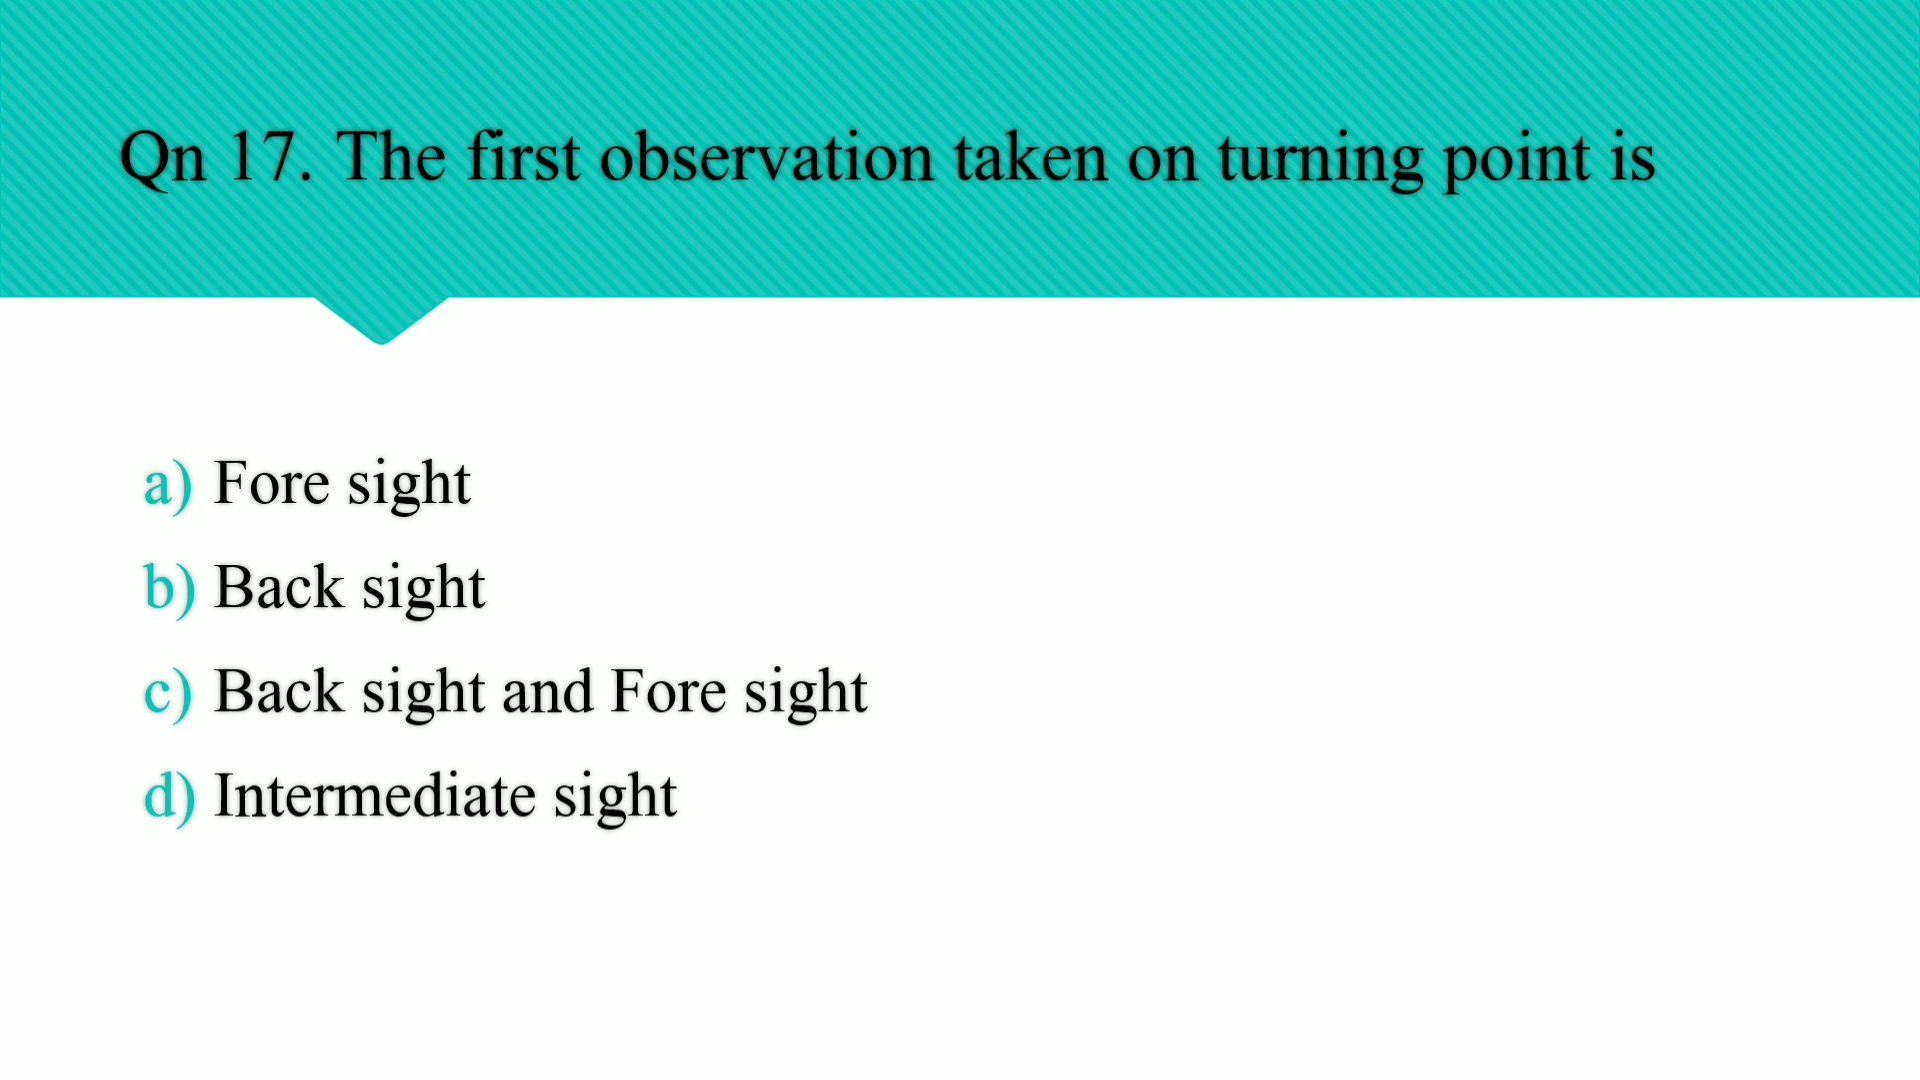 Qn 17. The first observation taken on turning point is
a) Fore sight
b) Back sight
c) Back sight and Fore sight
d) Intermediate sight